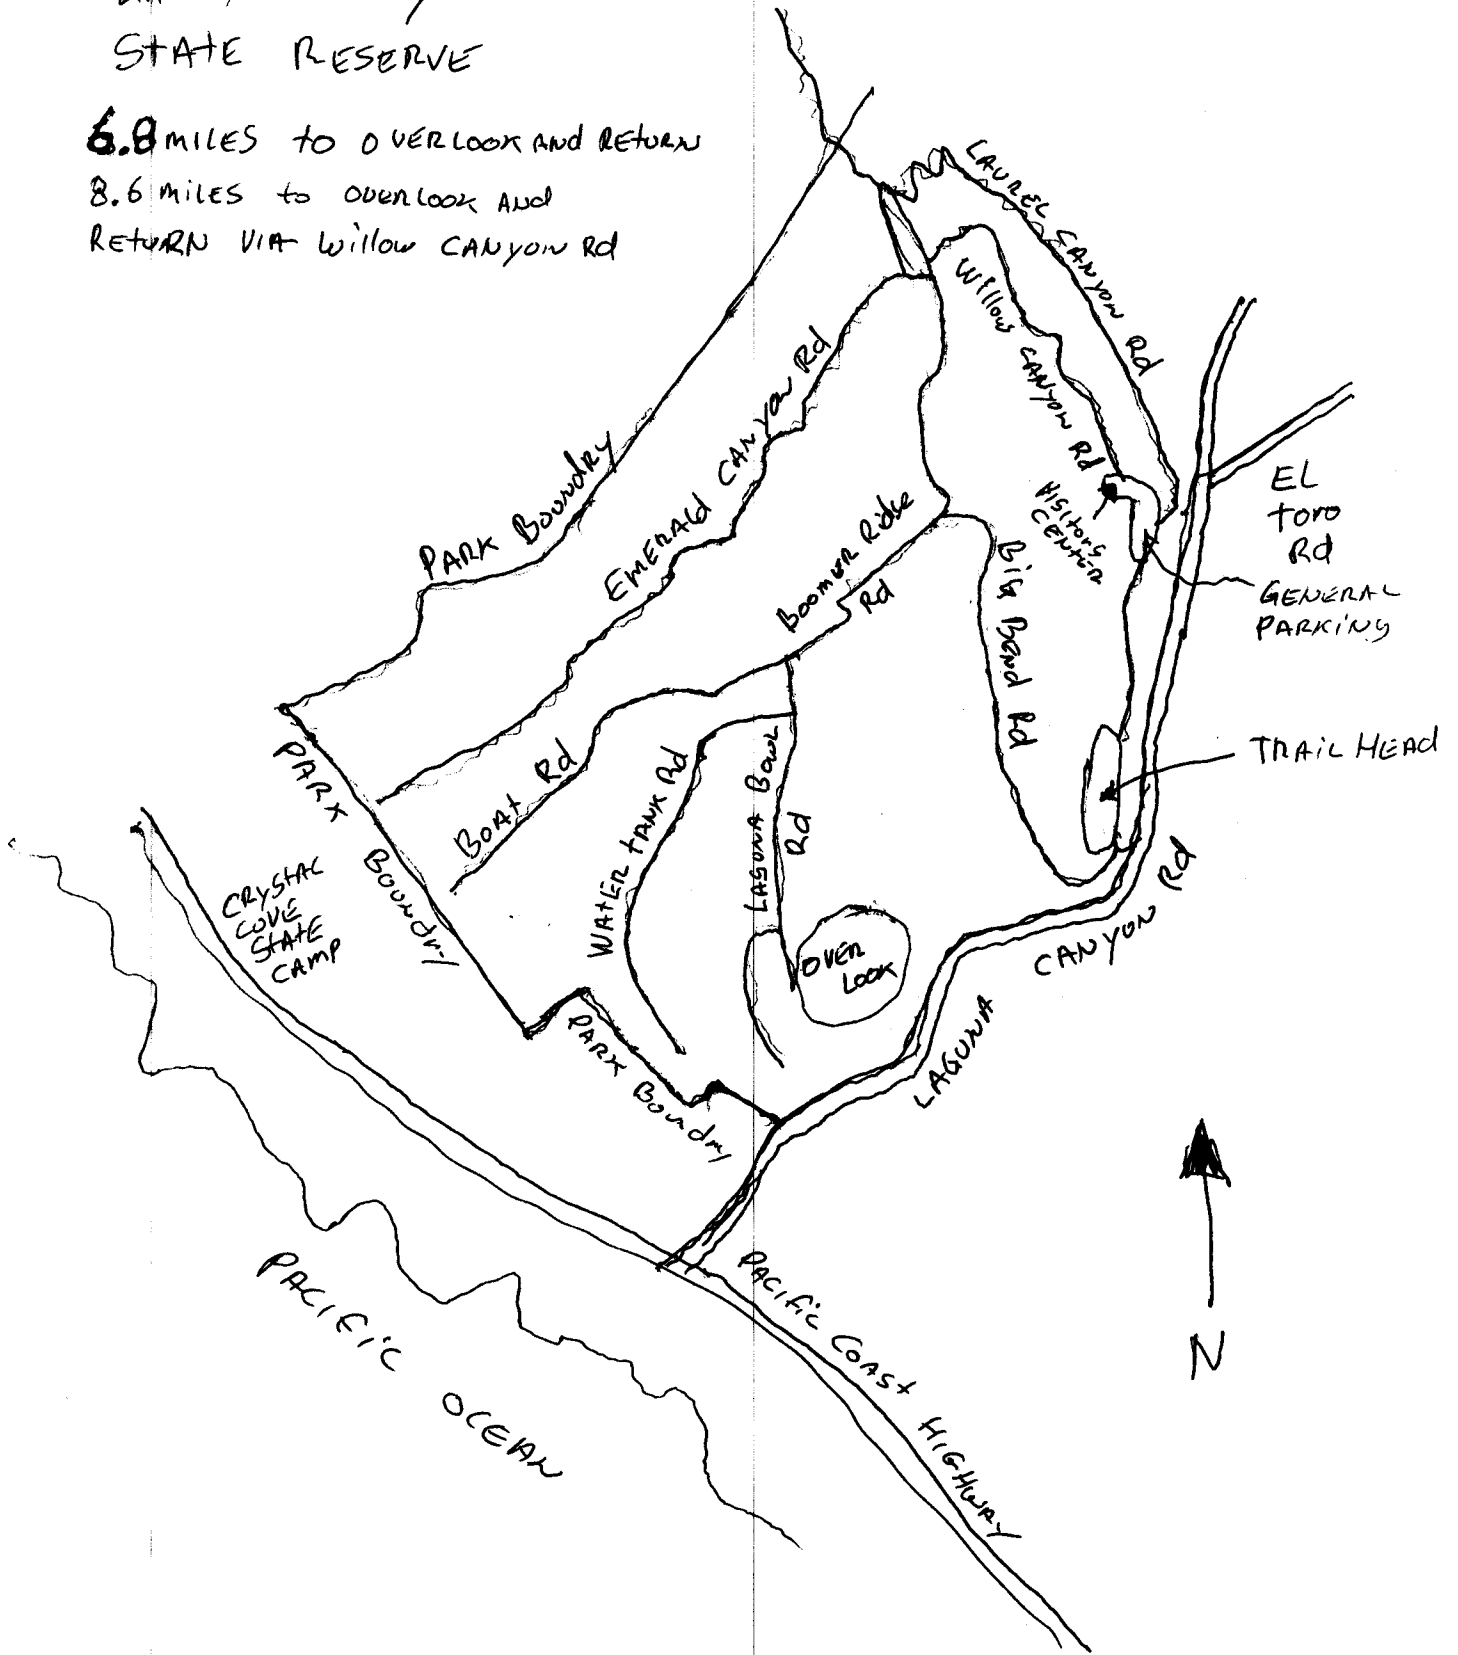 STATE RESERVE
6.8 MILES to OVERLOOK AND RETURN
8.6 MILES to OVERLOOK AND
RETURN VIA Willow CANYON Rd
LAUREL CANYON Rd
Willow CANYON Rd
EMERALD CANYON Rd
PARK Boundry
VISITORS
CENTER
EL
toro
Rd
GENERAL
PARKING
BOOMER Ridge
Rd
Big Bend Rd
TRAIL HEAD
PARK Boundry
BOAT Rd
WATER tANK Rd
LAGUNA BOWL
Rd
CRYSTAL
COVE
STATE
CAMP
OVER
LOOK
LAGUNA CANYON Rd
PARK Boundry
PACIFIC COAST HIGHWAY
PACIFIC OCEAN
N